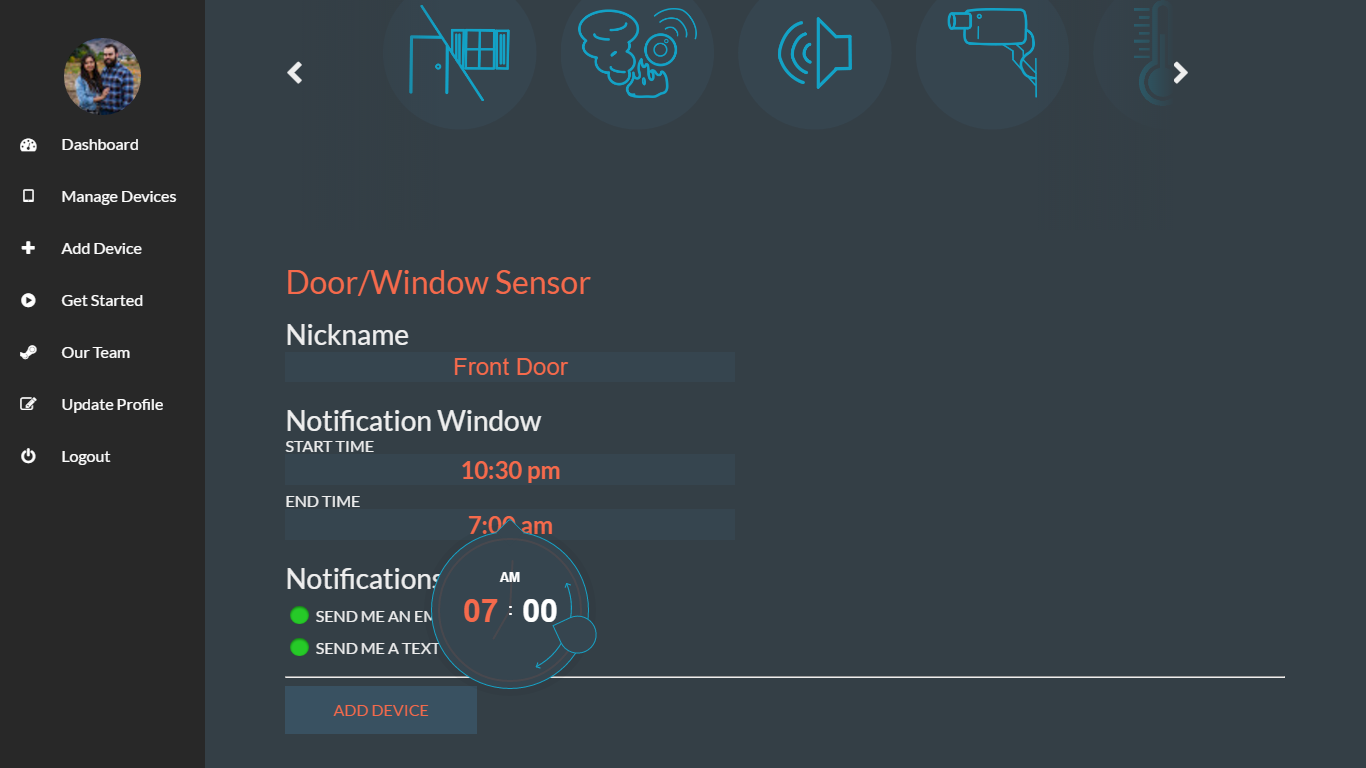 Dashboard
Manage Devices
Add Device
Get Started
Our Team
Update Profile
Logout
Door/Window Sensor
Nickname
Front Door
Notification Window
START TIME
10:30 pm
END TIME
7:00 am
Notifications
AM
07 : 00
SEND ME AN
SEND ME A TEXT
ADD DEVICE